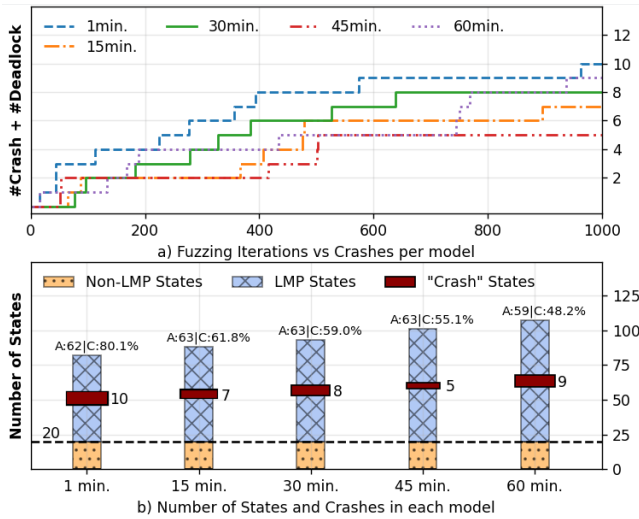 #Crash + #Deadlock
1min.
30min.
45min.
60min.
15min.
14
12
10
8
6
4
2
0 200 400 600 800 1000
a) Fuzzing Iterations vs Crashes per model
Number of States
Non-LMP States
LMP States
"Crash" States
A:62|C:80.1%
A:63|C:61.8%
A:63|C:59.0%
A:63|C:55.1%
A:59|C:48.2%
10
7
8
5
9
20
125
100
75
50
25
0
1 min. 15 min. 30 min. 45 min. 60 min.
b) Number of States and Crashes in each model